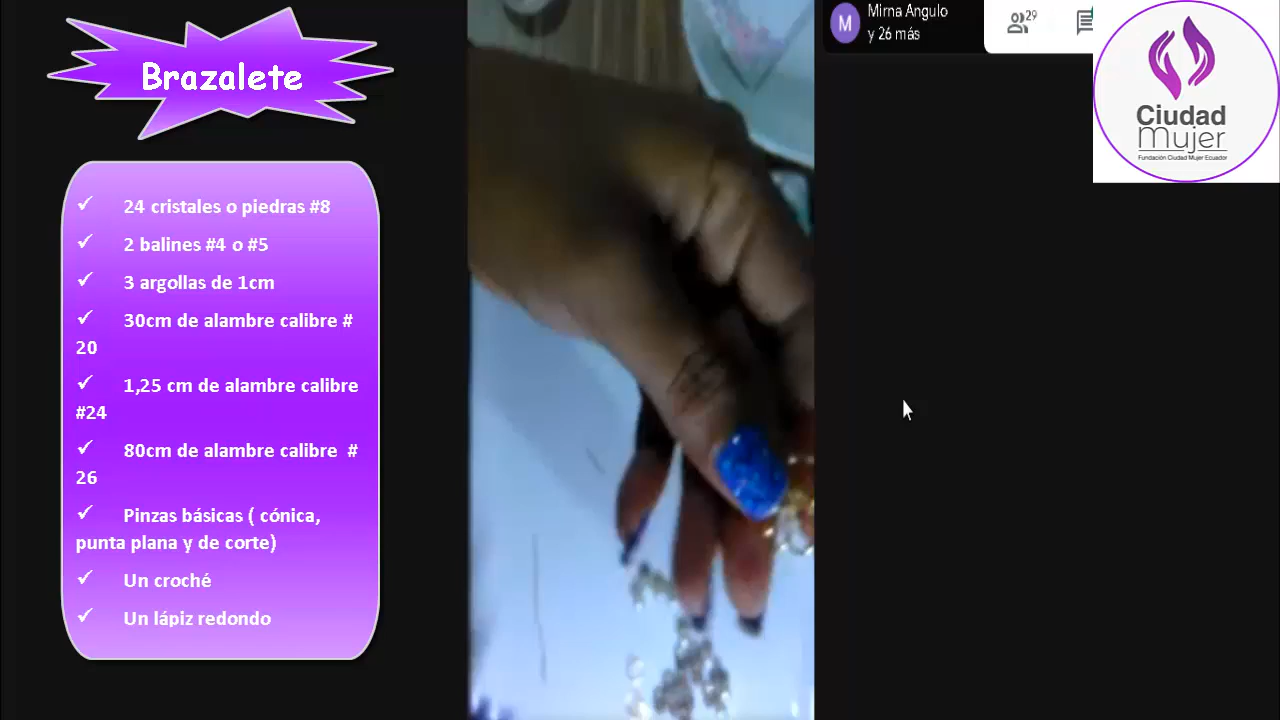 Brazalete
24 cristales o piedras #8
2 balines #4 o #5
3 argollas de 1cm
30cm de alambre calibre #
20
1,25 cm de alambre calibre
#24
80cm de alambre calibre #
26
Pinzas básicas ( cónica,
punta plana y de corte)
Un croché
Un lápiz redondo
M
Mirna Angulo
y 26 más
29
Ciudad
Mujer
Fundación Ciudad Mujer Ecuador